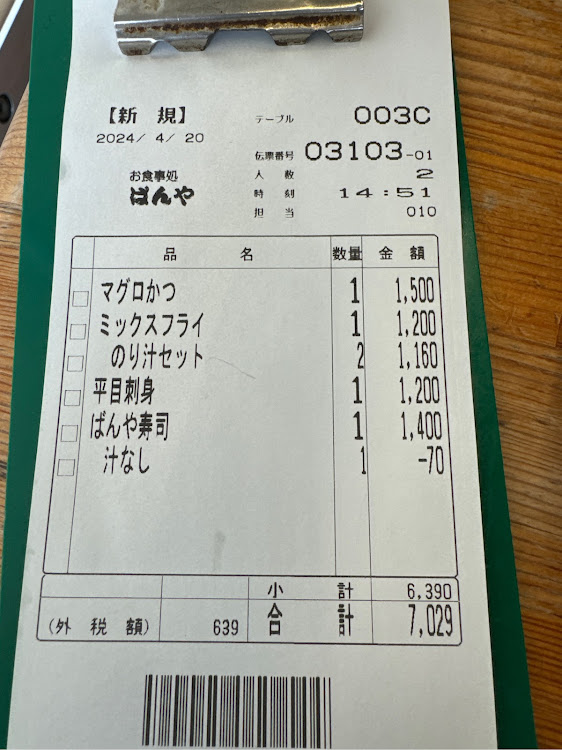 【新 規】
2024/ 4/ 20
テーブル 003C
伝票番号 03103-01
人 数 2
お食事処
ばんや
時 刻 14:51
担 当 010
品 名 数量 金 額
マグロかつ 1 1,500
ミックスフライ 1 1,200
のり汁セット 2 1,160
平目刺身 1 1,200
ばんや寿司 1 1,400
汁なし 1 -70
小 計 6,390
(外 税 額) 639 合 計 7,029